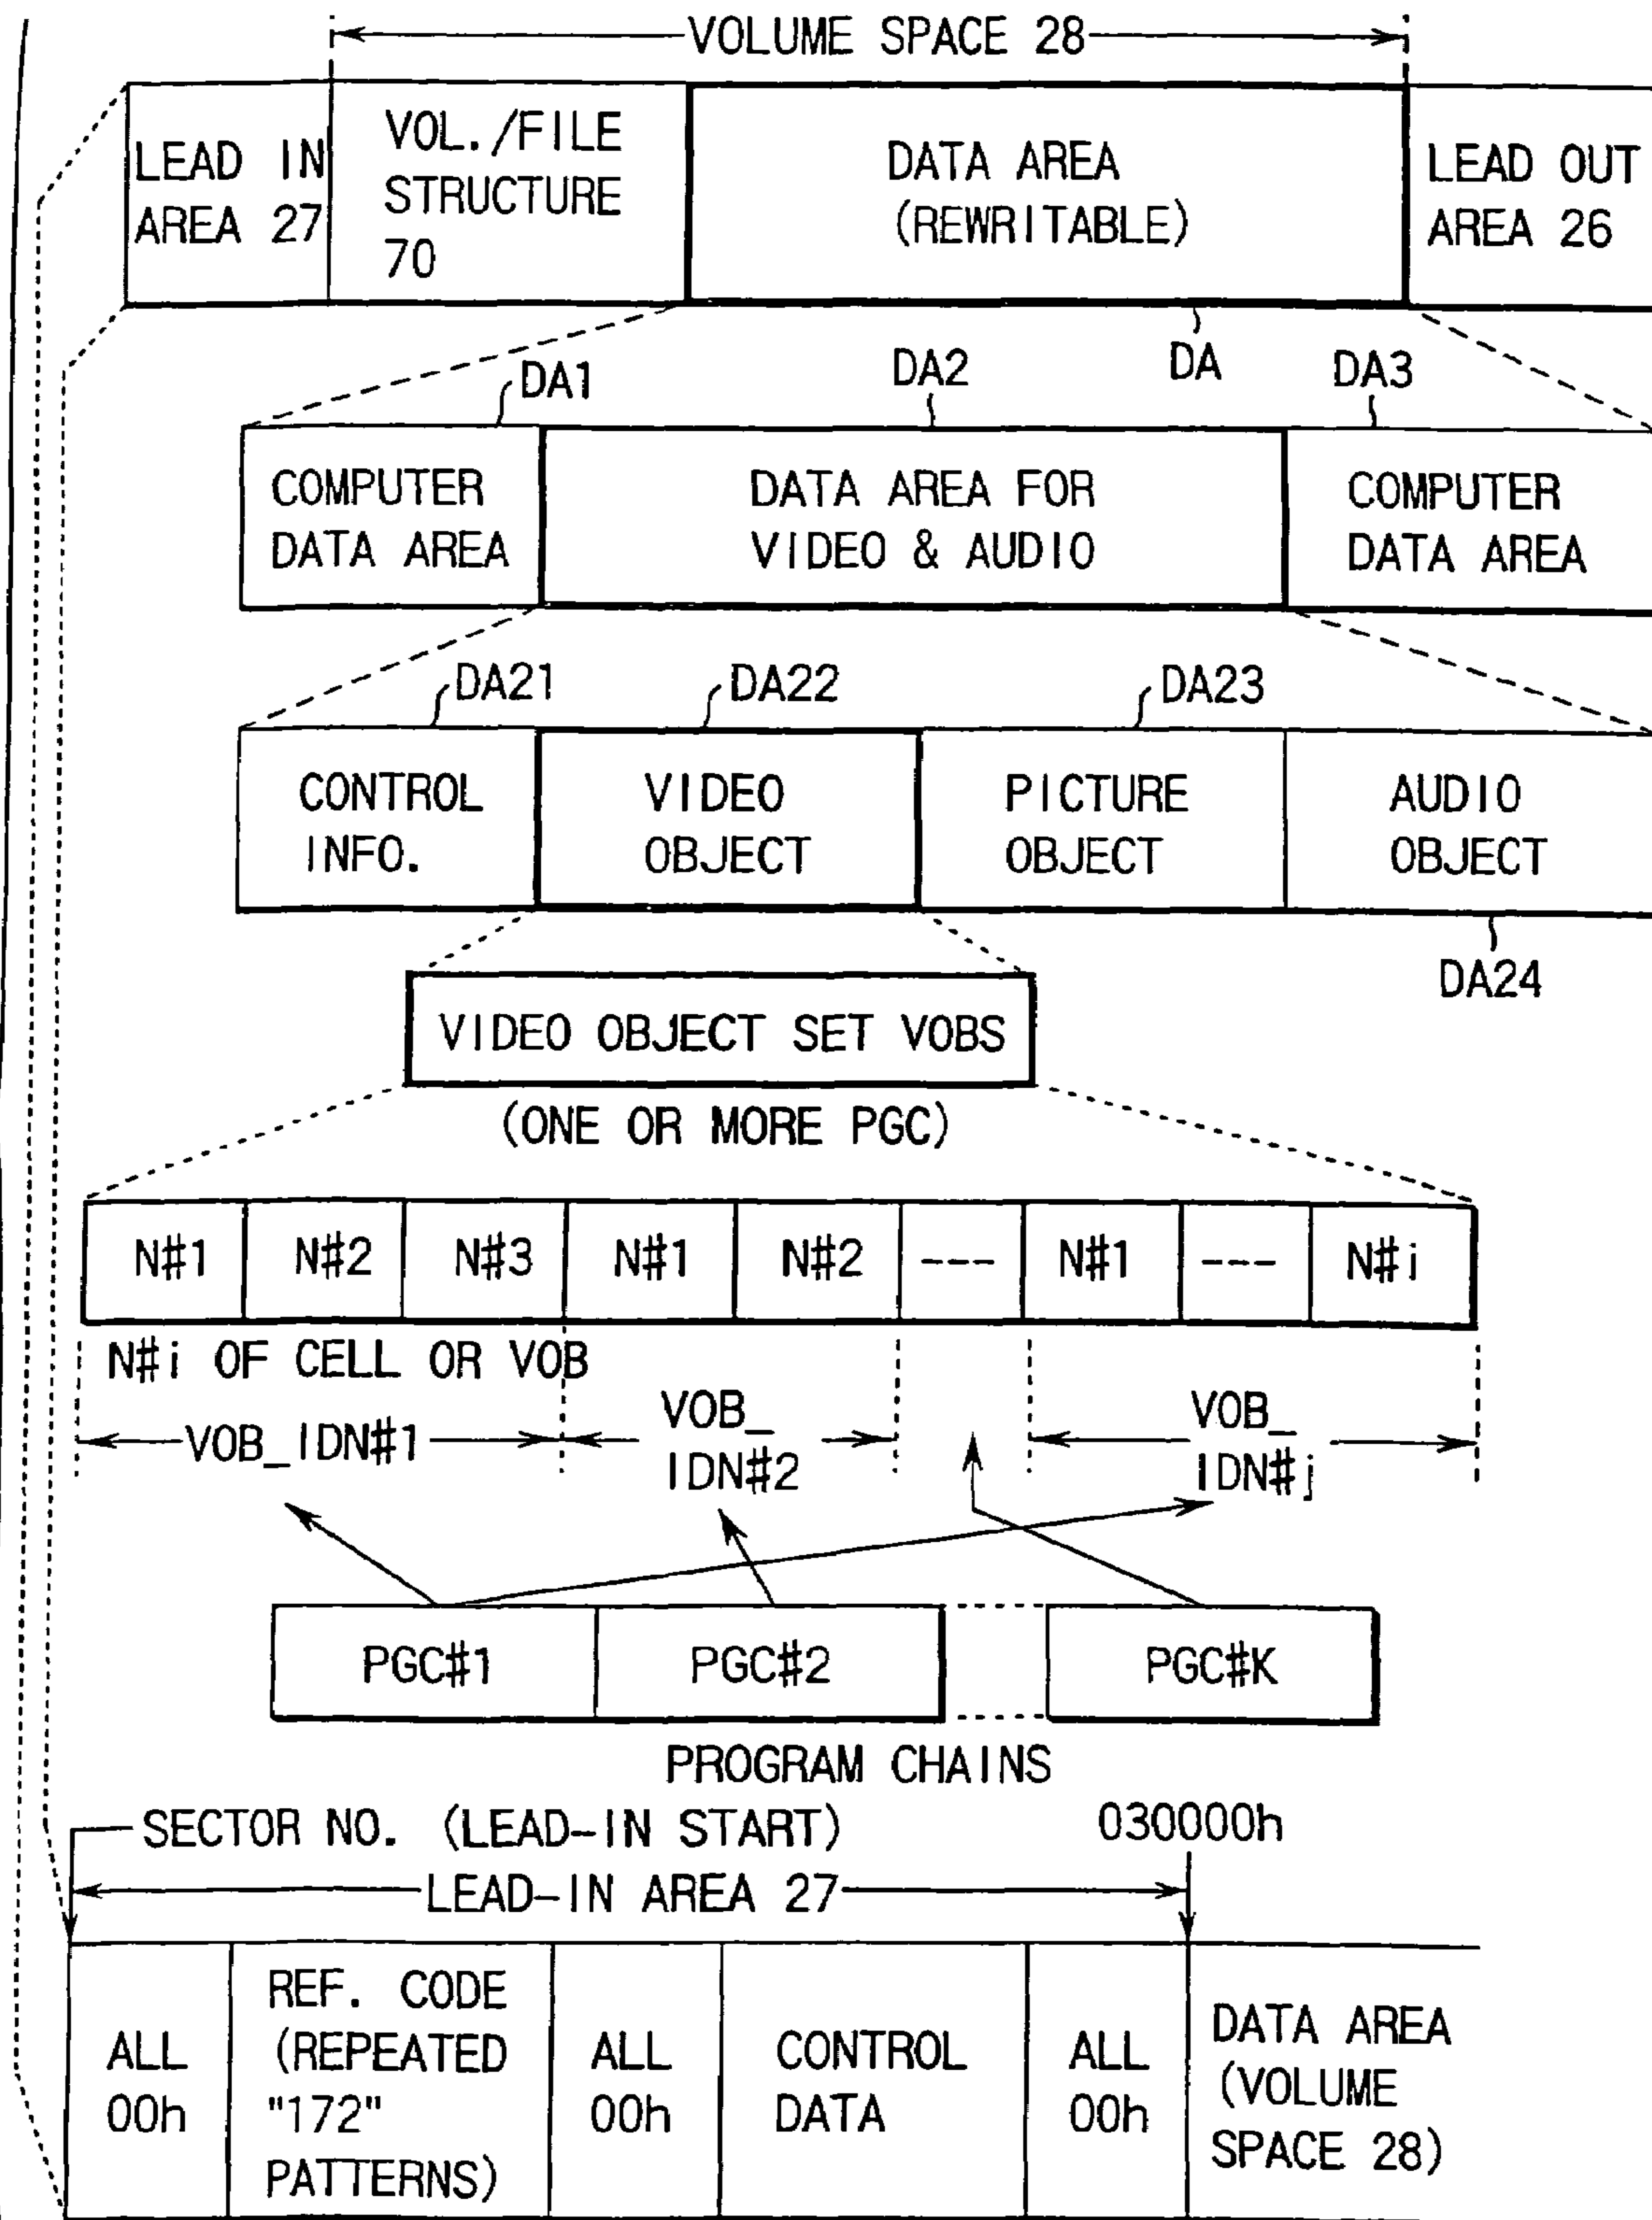 VOLUME SPACE 28
LEAD IN
AREA 27
VOL./FILE
STRUCTURE
70
DATA AREA
(REWRITABLE)
LEAD OUT
AREA 26
DA1
DA2
DA
DA3
COMPUTER
DATA AREA
DATA AREA FOR
VIDEO & AUDIO
COMPUTER
DATA AREA
DA21
DA22
DA23
CONTROL
INFO.
VIDEO
OBJECT
PICTURE
OBJECT
AUDIO
OBJECT
DA24
VIDEO OBJECT SET VOBS
(ONE OR MORE PGC)
N#1 N#2 N#3 N#1 N#2 --- N#1 --- N#i
N#i OF CELL OR VOB
VOB_IDN#1
VOB_
IDN#2
VOB_
IDN#j
PGC#1 PGC#2 PGC#K
PROGRAM CHAINS
SECTOR NO. (LEAD-IN START)
030000h
LEAD-IN AREA 27
ALL
00h
REF. CODE
(REPEATED
"172"
PATTERNS)
ALL
00h
CONTROL
DATA
ALL
00h
DATA AREA
(VOLUME
SPACE 28)